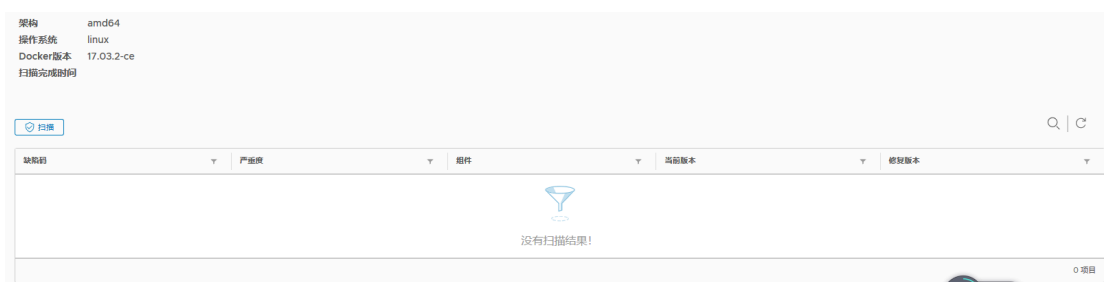 架构 amd64
操作系统 linux
Docker版本 17.03.2-ce
扫描完成时间
扫描
缺陷码 严重度 组件 当前版本 修复版本
没有扫描结果!
0 项目